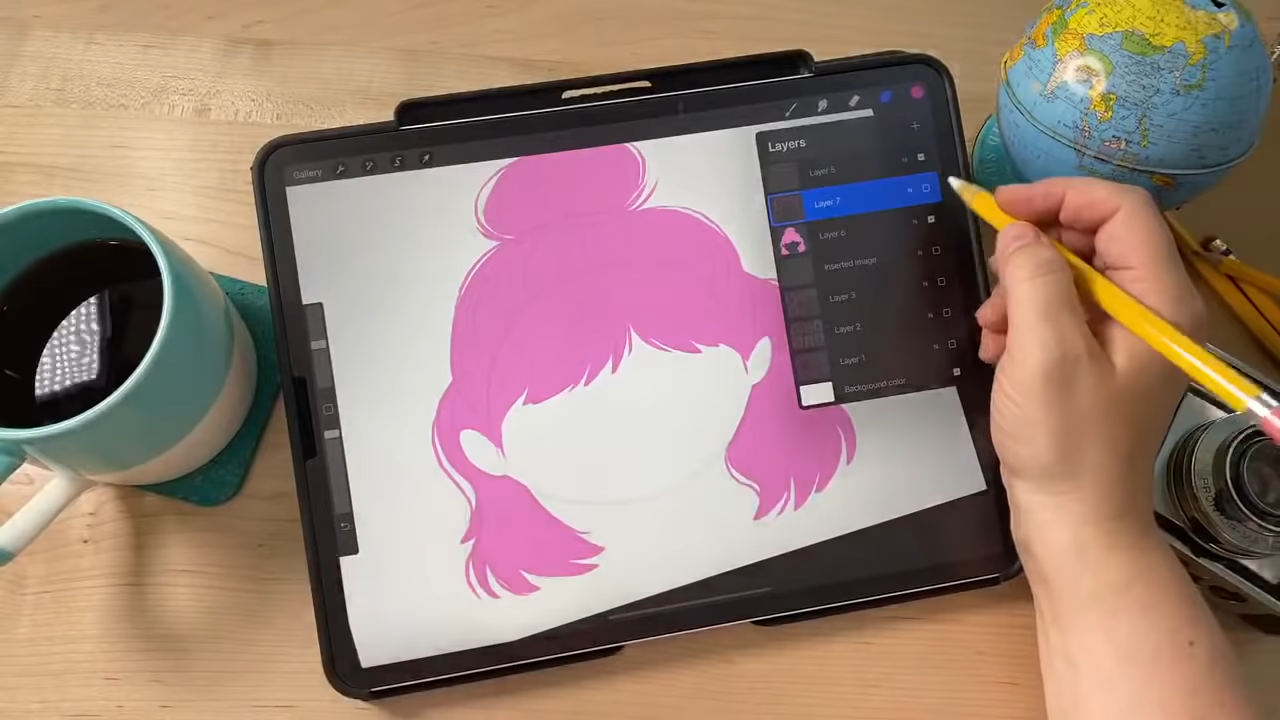 Gallery
Layers
Layer 5
M
Layer 7
N
Layer 6
N
Inserted Image
N
Layer 3
N
Layer 2
N
Layer 1
N
Background color